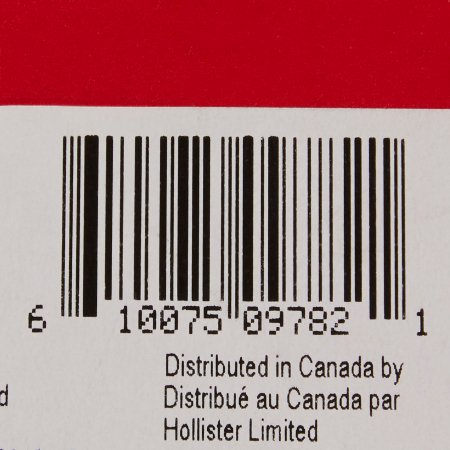 6 10075 09782 1
Distributed in Canada by
d Distribué au Canada par
Hollister Limited